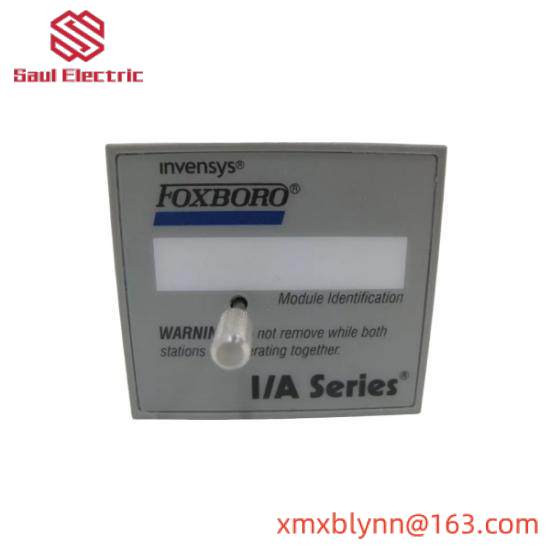 Saul Electric
invensys®
FOXBORO®
Module Identification
not remove while both
stations
together.
I/A Series®
xmxblynn@163.com